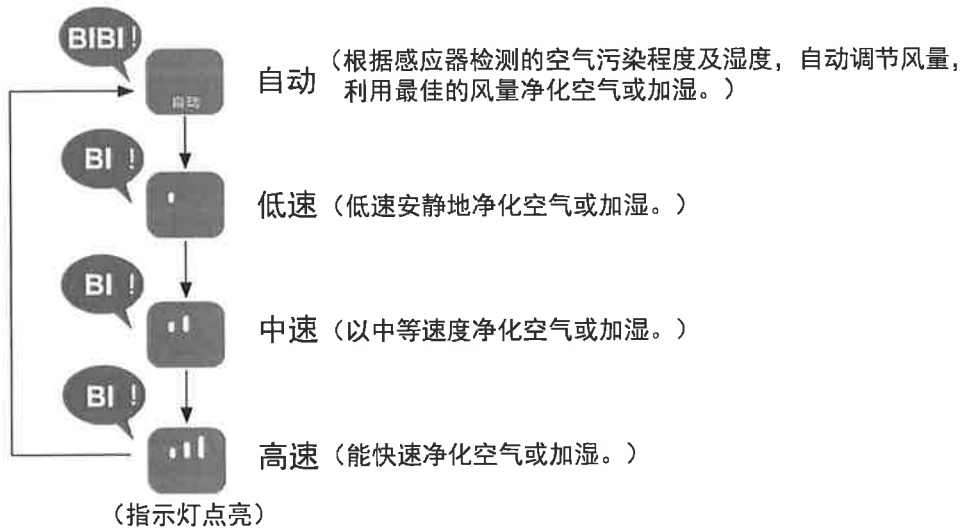 BIBI!
自动
自动（根据感应器检测的空气污染程度及湿度，自动调节风量，
利用最佳的风量净化空气或加湿。）
BI!
低速（低速安静地净化空气或加湿。）
BI!
中速（以中等速度净化空气或加湿。）
BI!
高速（能快速净化空气或加湿。）
（指示灯点亮）